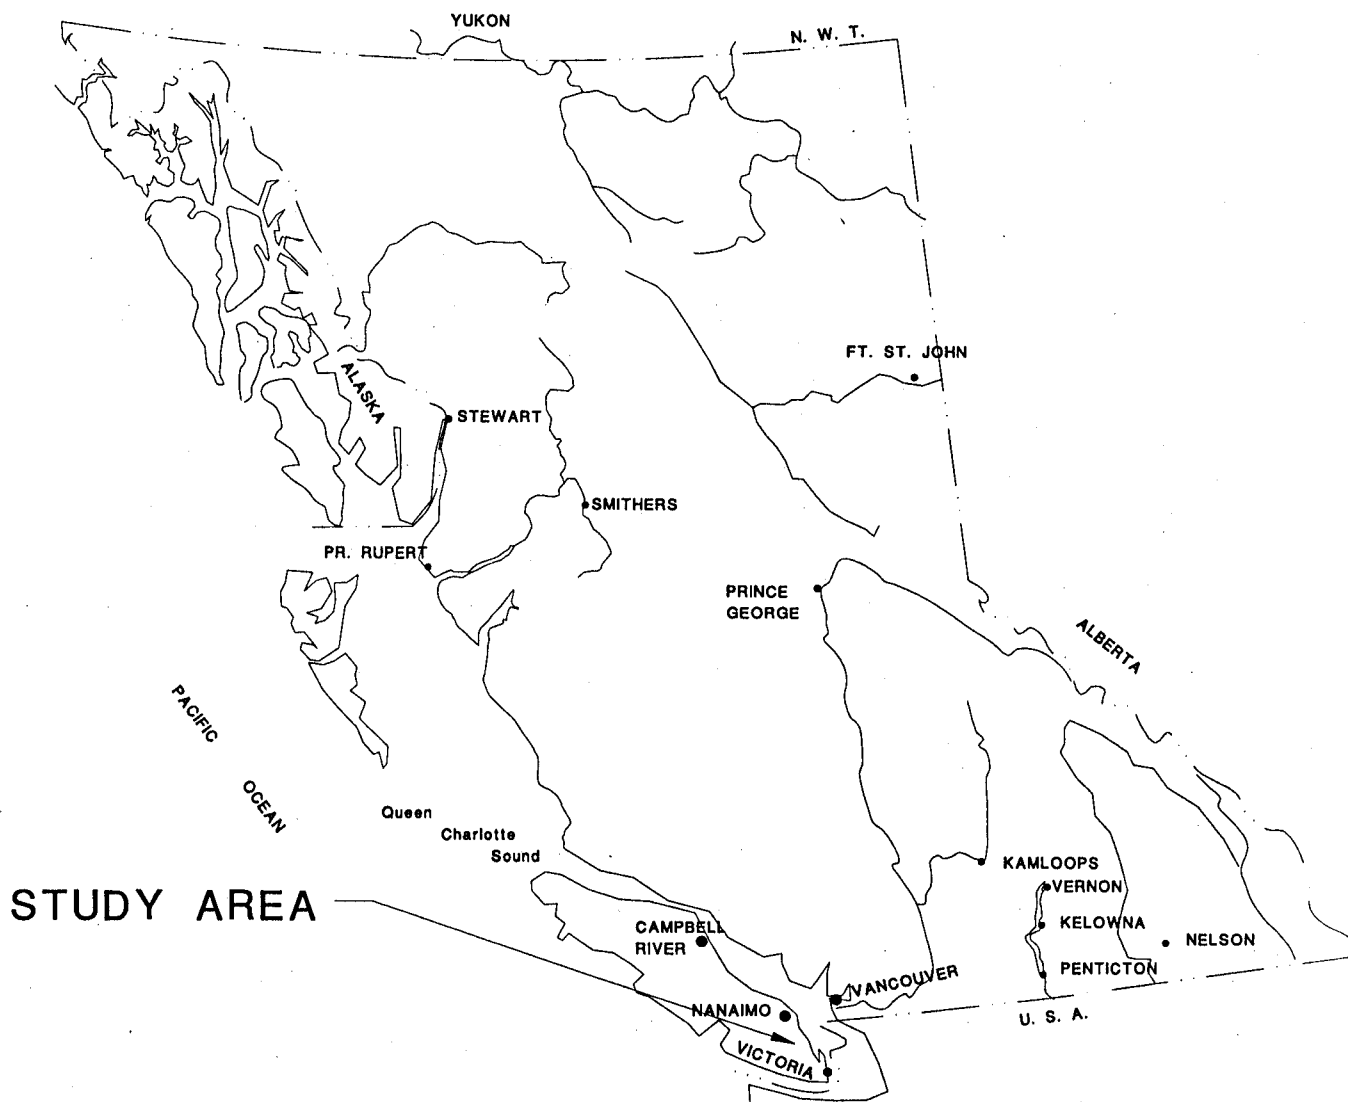 YUKON
N. W. T.
FT. ST. JOHN
ALASKA
STEWART
SMITHERS
PR. RUPERT
PRINCE
GEORGE
ALBERTA
PACIFIC
OCEAN
Queen
Charlotte
Sound
KAMLOOPS
VERNON
STUDY AREA
CAMPBELL
RIVER
KELOWNA
NELSON
PENTICTON
VANCOUVER
NANAIMO
U. S. A.
VICTORIA